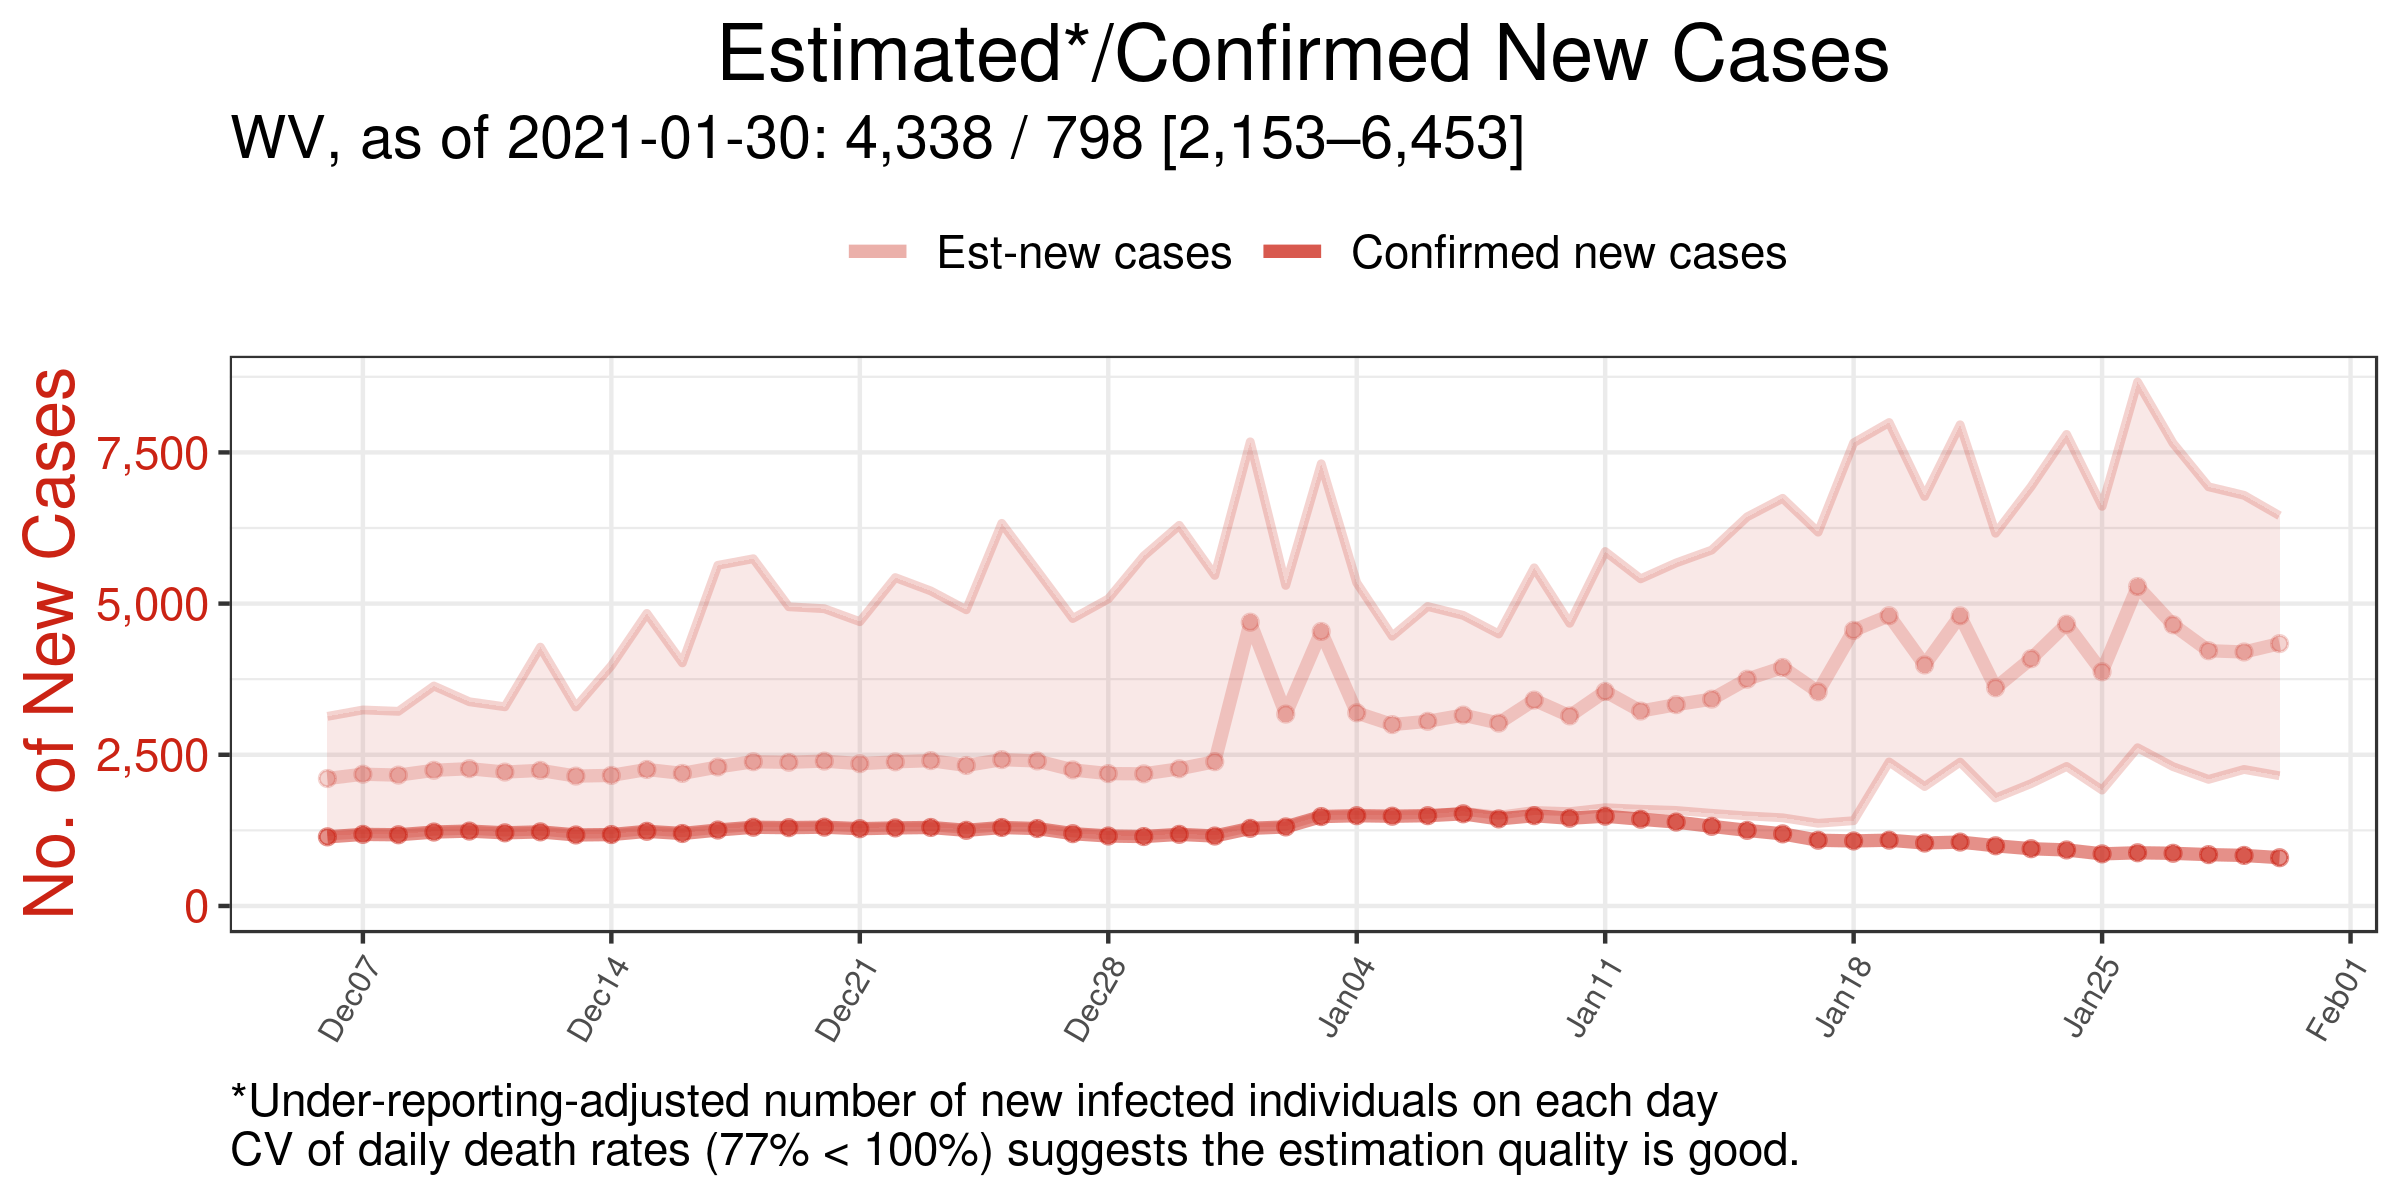 Estimated*/Confirmed New Cases
WV, as of 2021-01-30: 4,338 / 798 [2,153–6,453]
Est-new cases Confirmed new cases
No. of New Cases
7,500
5,000
2,500
0
Dec07 Dec14 Dec21 Dec28 Jan04 Jan11 Jan18 Jan25 Feb01
*Under-reporting-adjusted number of new infected individuals on each day
CV of daily death rates (77% < 100%) suggests the estimation quality is good.